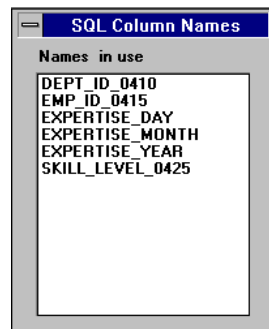 SQL Column Names
Names in use
DEPT_ID_0410
EMP_ID_0415
EXPERTISE_DAY
EXPERTISE_MONTH
EXPERTISE_YEAR
SKILL_LEVEL_0425